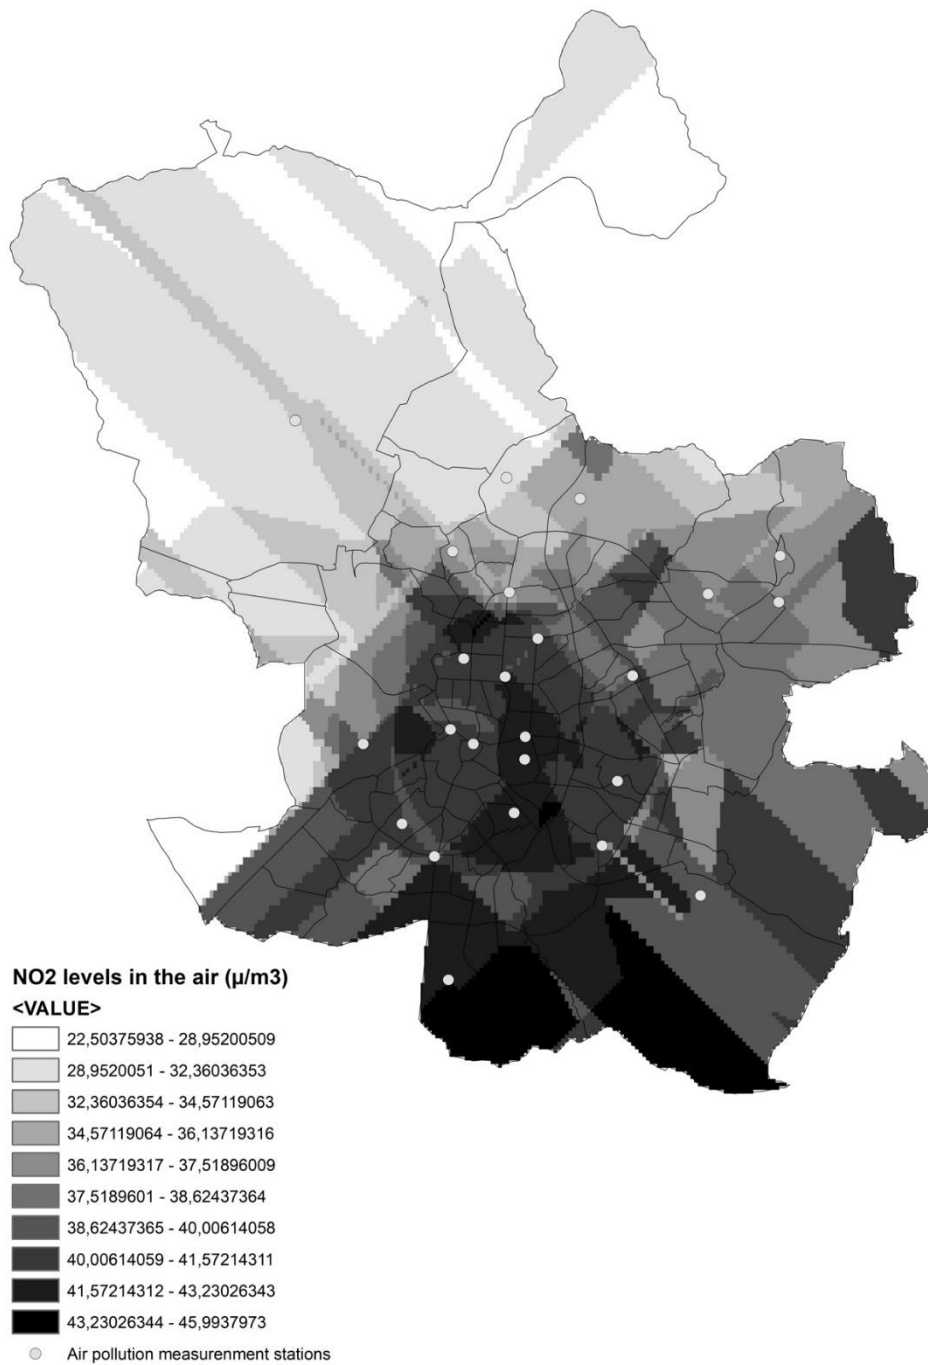 NO2 levels in the air (µ/m3)
<VALUE>
22,50375938 - 28,95200509
28,9520051 - 32,36036353
32,36036354 - 34,57119063
34,57119064 - 36,13719316
36,13719317 - 37,51896009
37,5189601 - 38,62437364
38,62437365 - 40,00614058
40,00614059 - 41,57214311
41,57214312 - 43,23026343
43,23026344 - 45,9937973
Air pollution measurenment stations